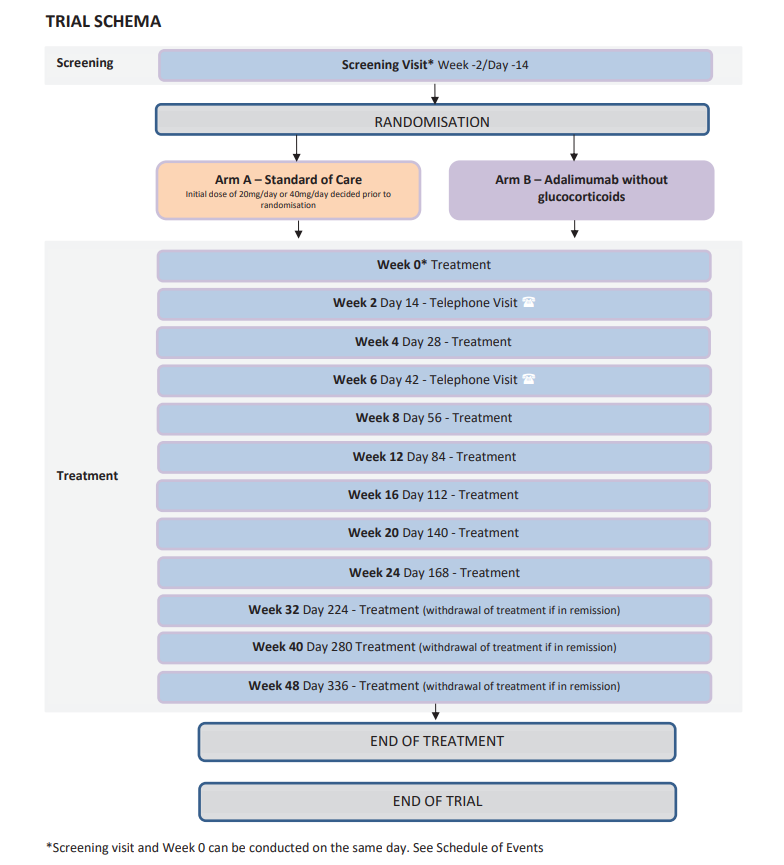 TRIAL SCHEMA
Screening
Screening Visit* Week -2/Day -14
RANDOMISATION
Arm A – Standard of Care
Initial dose of 20mg/day or 40mg/day decided prior to
randomisation
Arm B – Adalimumab without
glucocorticoids
Treatment
Week 0* Treatment
Week 2 Day 14 - Telephone Visit ☎
Week 4 Day 28 - Treatment
Week 6 Day 42 - Telephone Visit ☎
Week 8 Day 56 - Treatment
Week 12 Day 84 - Treatment
Week 16 Day 112 - Treatment
Week 20 Day 140 - Treatment
Week 24 Day 168 - Treatment
Week 32 Day 224 - Treatment (withdrawal of treatment if in remission)
Week 40 Day 280 Treatment (withdrawal of treatment if in remission)
Week 48 Day 336 - Treatment (withdrawal of treatment if in remission)
END OF TREATMENT
END OF TRIAL
*Screening visit and Week 0 can be conducted on the same day. See Schedule of Events